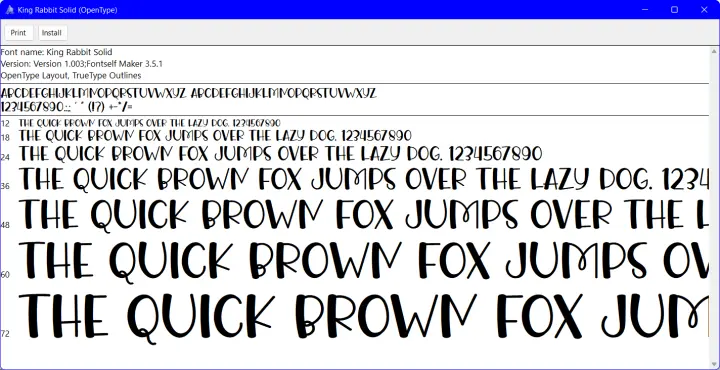 King Rabbit Solid (OpenType)
Print Install
Font name: King Rabbit Solid
Version: Version 1.003;Fontself Maker 3.5.1
OpenType Layout, TrueType Outlines
ABCDEFGHIJKLMNOPQRSTUVWXYZ ABCDEFGHIJKLMNOPQRSTUVWXYZ
1234567890.:,; ' " (!?) +-*/=
12 THE QUICK BROWN FOX JUMPS OVER THE LAZY DOG. 1234567890
18 THE QUICK BROWN FOX JUMPS OVER THE LAZY DOG. 1234567890
24 THE QUICK BROWN FOX JUMPS OVER THE LAZY DOG. 1234567890
36 THE QUICK BROWN FOX JUMPS OVER THE LAZY DOG. 1234
48 THE QUICK BROWN FOX JUMPS OVER THE L
60 THE QUICK BROWN FOX JUMPS OV
72 THE QUICK BROWN FOX JUM